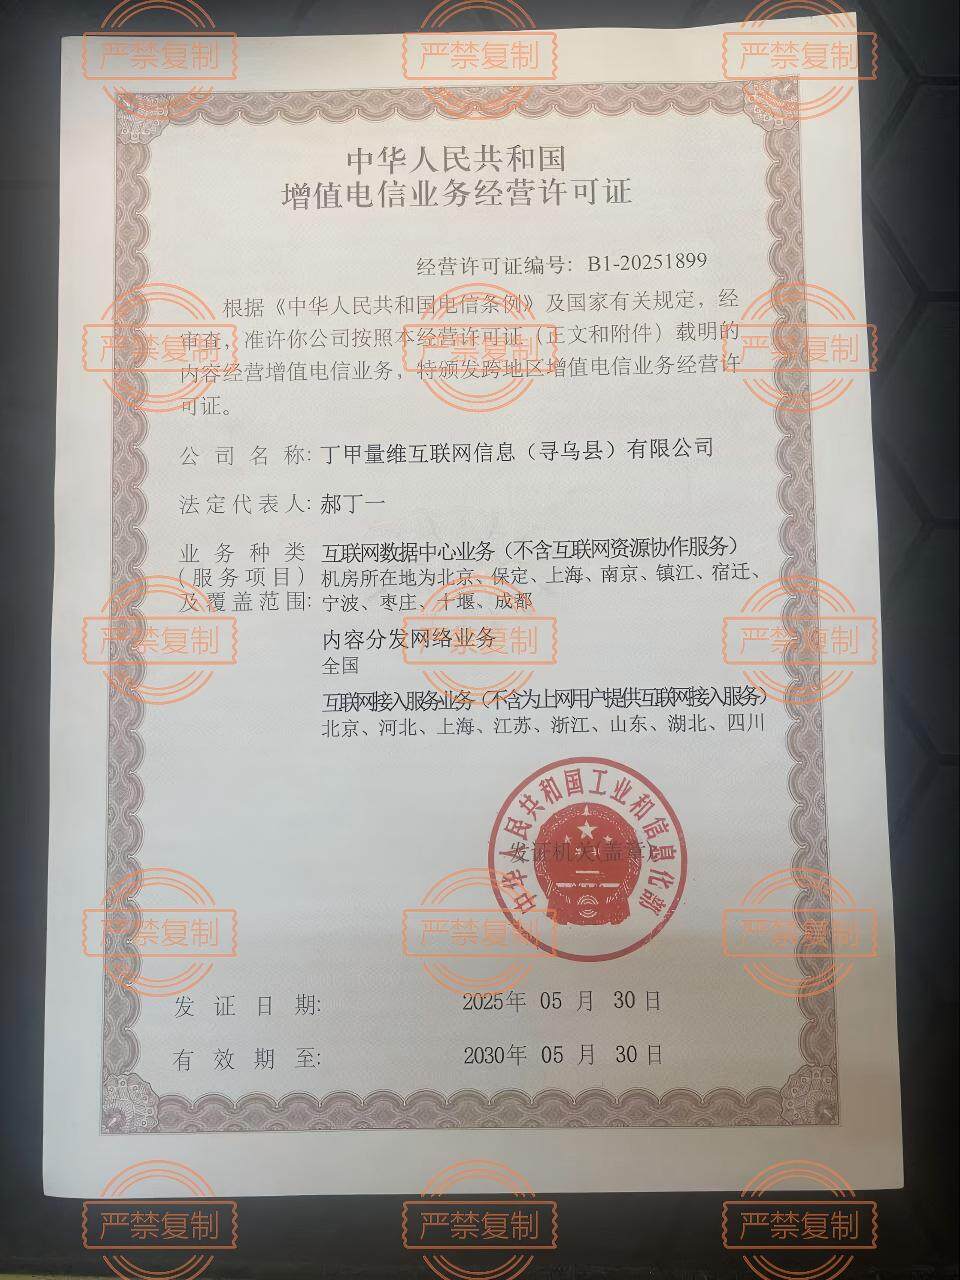 严禁复制 严禁复制 严禁复制
中华人民共和国
增值电信业务经营许可证
经营许可证编号：B1-20251899
根据《中华人民共和国电信条例》及国家有关规定，经
审查，准许你公司按照本经营许可证（正文和附件）载明的
严禁复制 严禁复制 严禁复制
内容经营增值电信业务，特颁发跨地区增值电信业务经营许
可证。
公司名称：丁甲量维互联网信息（寻乌县）有限公司
法定代表人：郝丁一
业务种类 互联网数据中心业务（不含互联网资源协作服务）
（服务项目） 机房所在地为北京、保定、上海、南京、镇江、宿迁、
及覆盖范围： 宁波、枣庄、十堰、成都
严禁复制 严禁复制 严禁复制
内容分发网络业务
全国
互联网接入服务业务（不含为上网用户提供互联网接入服务）
北京、河北、上海、江苏、浙江、山东、湖北、四川
中华人民共和国工业和信息化部
发证机关（盖章）
严禁复制 严禁复制 严禁复制
发证日期： 2025年 05 月 30 日
有效期至： 2030年 05 月 30 日
严禁复制 严禁复制 严禁复制